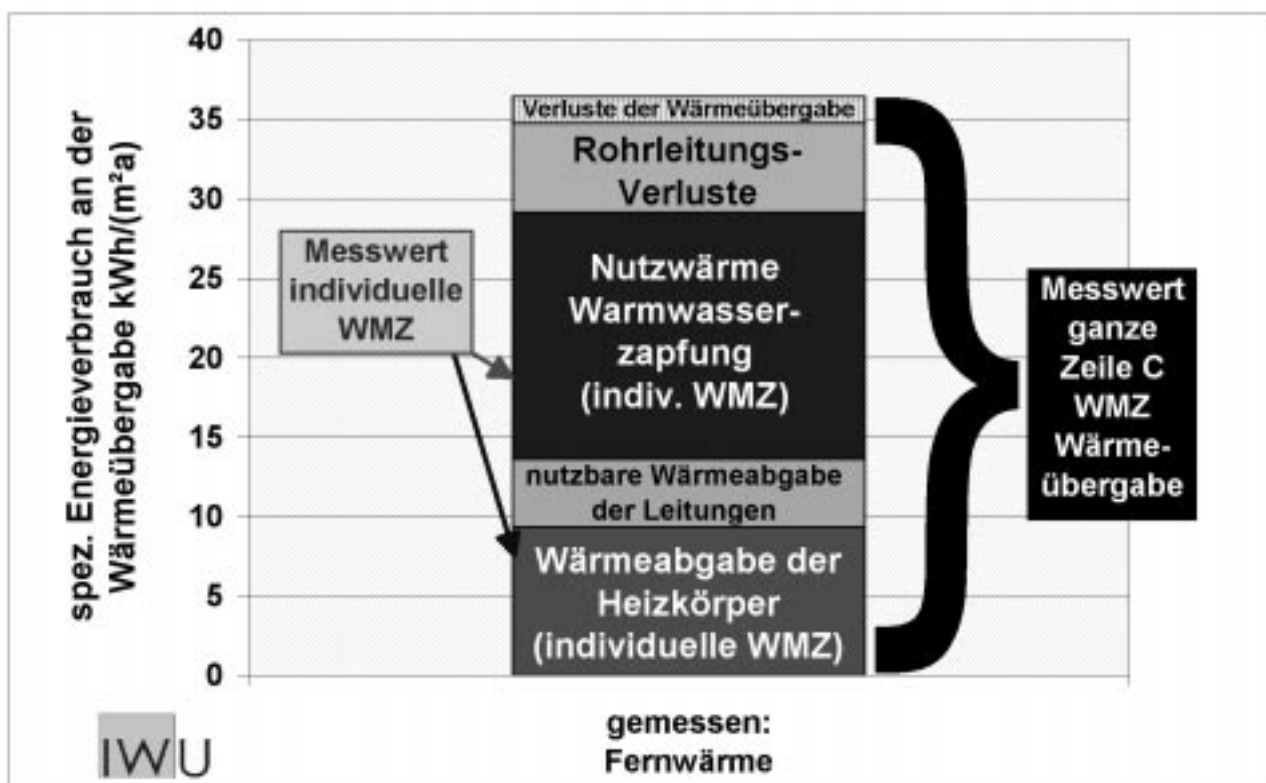 spez. Energieverbrauch an der
Wärmeübergabe kWh/(m²a)
40
35
30
25
20
15
10
5
0
Messwert
individuelle
WMZ
Verluste der Wärmeübergabe
Rohrleitungs-
Verluste
Nutzwärme
Warmwasser-
zapfung
(indiv. WMZ)
nutzbare Wärmeabgabe
der Leitungen
Wärmeabgabe der
Heizkörper
(individuelle WMZ)
Messwert
ganze
Zeile C
WMZ
Wärme-
übergabe
gemessen:
Fernwärme
IWU